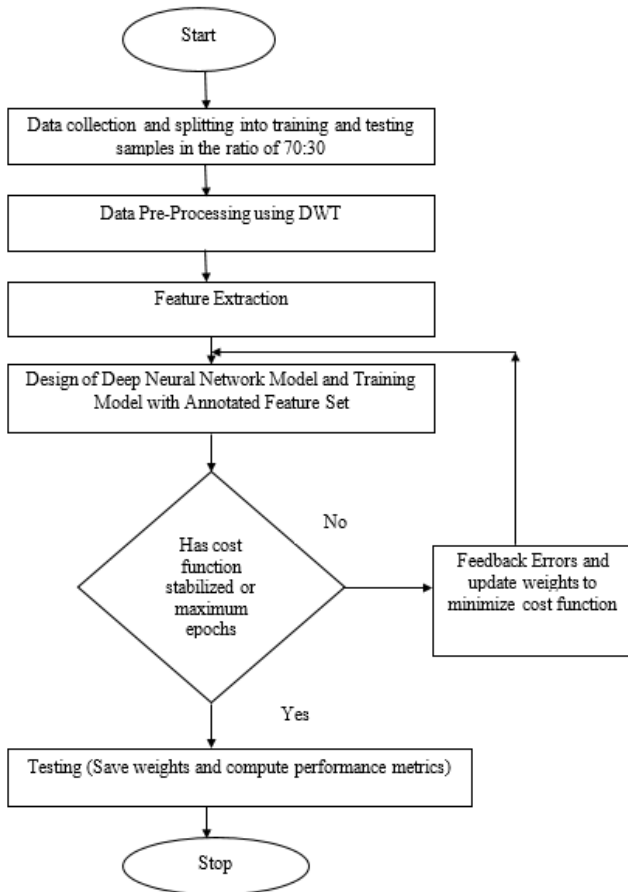 Start
Data collection and splitting into training and testing
samples in the ratio of 70:30
Data Pre-Processing using DWT
Feature Extraction
Design of Deep Neural Network Model and Training
Model with Annotated Feature Set
No
Has cost
function
stabilized or
maximum
epochs
Feedback Errors and
update weights to
minimize cost function
Yes
Testing (Save weights and compute performance metrics)
Stop